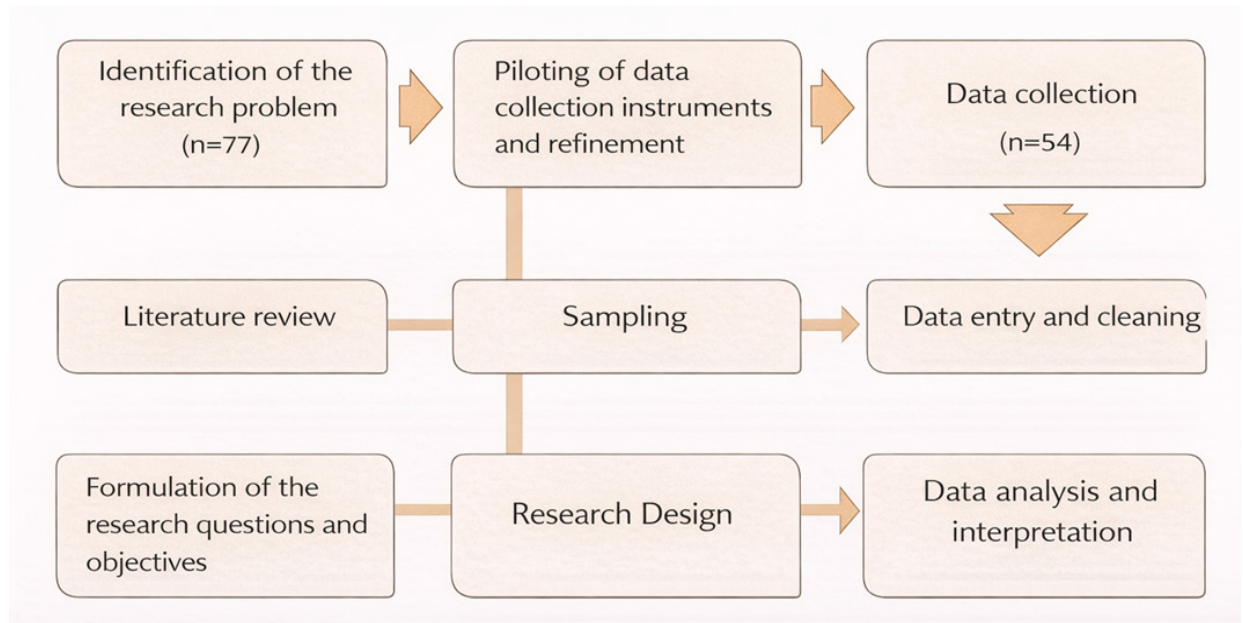 Identification of the
research problem
(n=77)
Piloting of data
collection instruments
and refinement
Data collection
(n=54)
Literature review
Sampling
Data entry and cleaning
Formulation of the
research questions and
objectives
Research Design
Data analysis and
interpretation